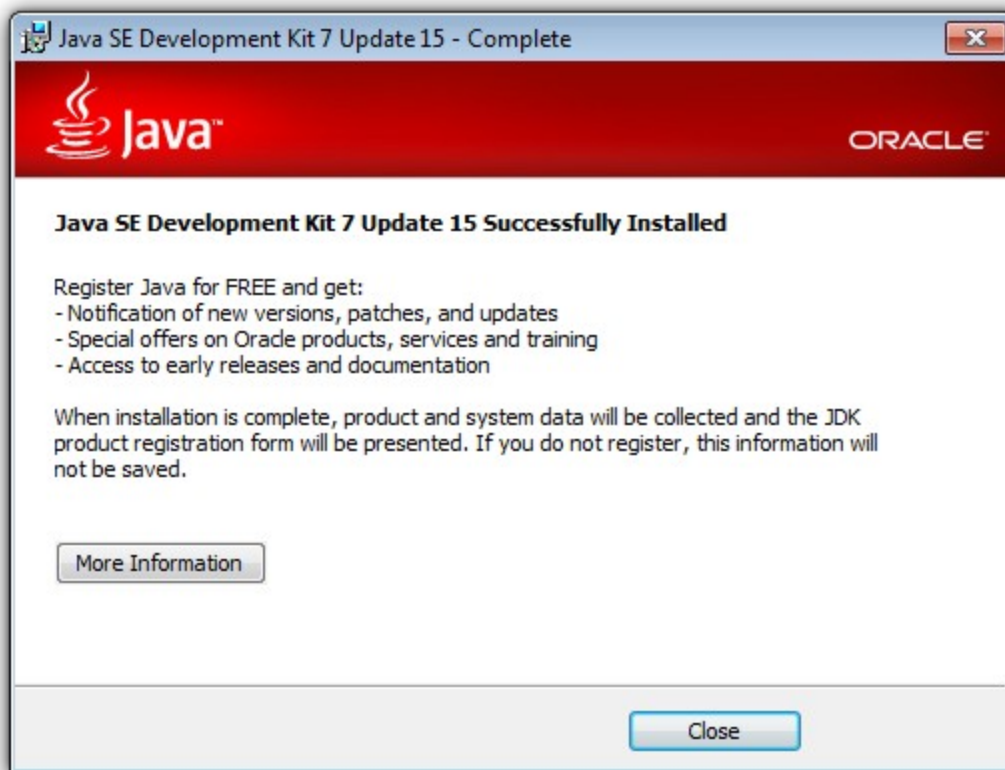 Java SE Development Kit 7 Update 15 - Complete
Java™
ORACLE®
Java SE Development Kit 7 Update 15 Successfully Installed
Register Java for FREE and get:
- Notification of new versions, patches, and updates
- Special offers on Oracle products, services and training
- Access to early releases and documentation
When installation is complete, product and system data will be collected and the JDK
product registration form will be presented. If you do not register, this information will
not be saved.
More Information
Close